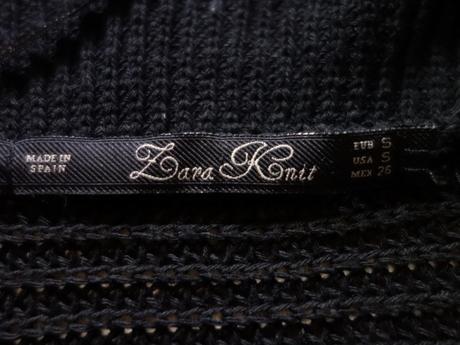 MADE IN
SPAIN
Zara Knit
EUR S
USA S
MEX 26